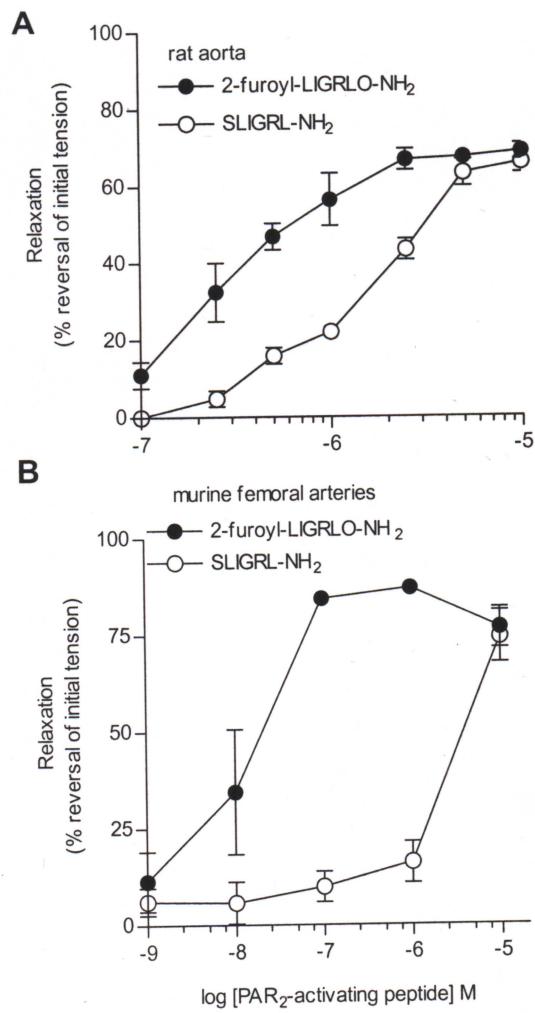 A
100
80
60
40
20
0
Relaxation
(% reversal of initial tension)
rat aorta
2-furoyl-LIGRLO-NH2
SLIGRL-NH2
-7
-6
-5
B
murine femoral arteries
2-furoyl-LIGRLO-NH2
SLIGRL-NH2
100
75
50
25
0
Relaxation
(% reversal of initial tension)
-9
-8
-7
-6
-5
log [PAR2-activating peptide] M